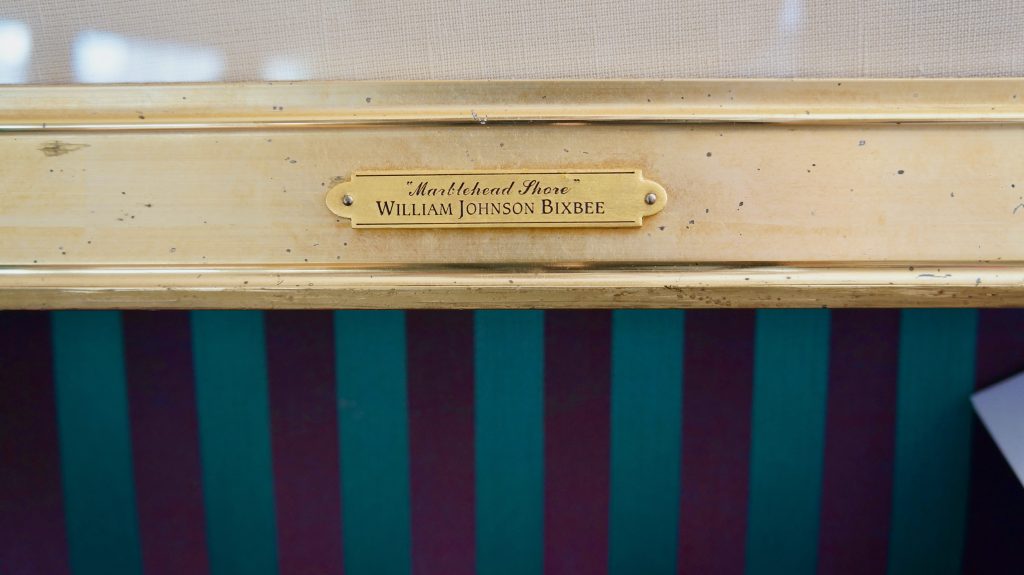 "Marblehead Shore"
WILLIAM JOHNSON BIXBEE